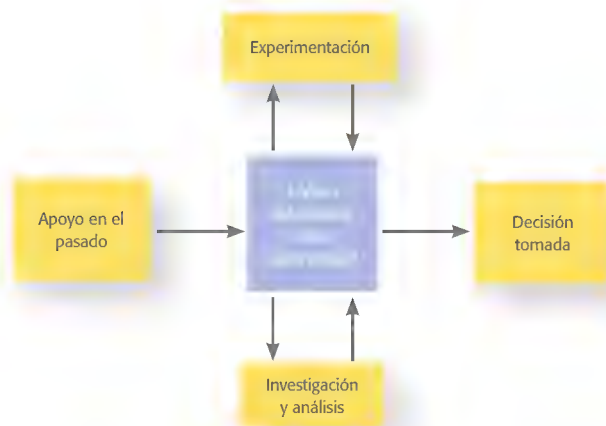 Experimentación
Apoyo en el
pasado
Decisión
tomada
Investigación
y análisis